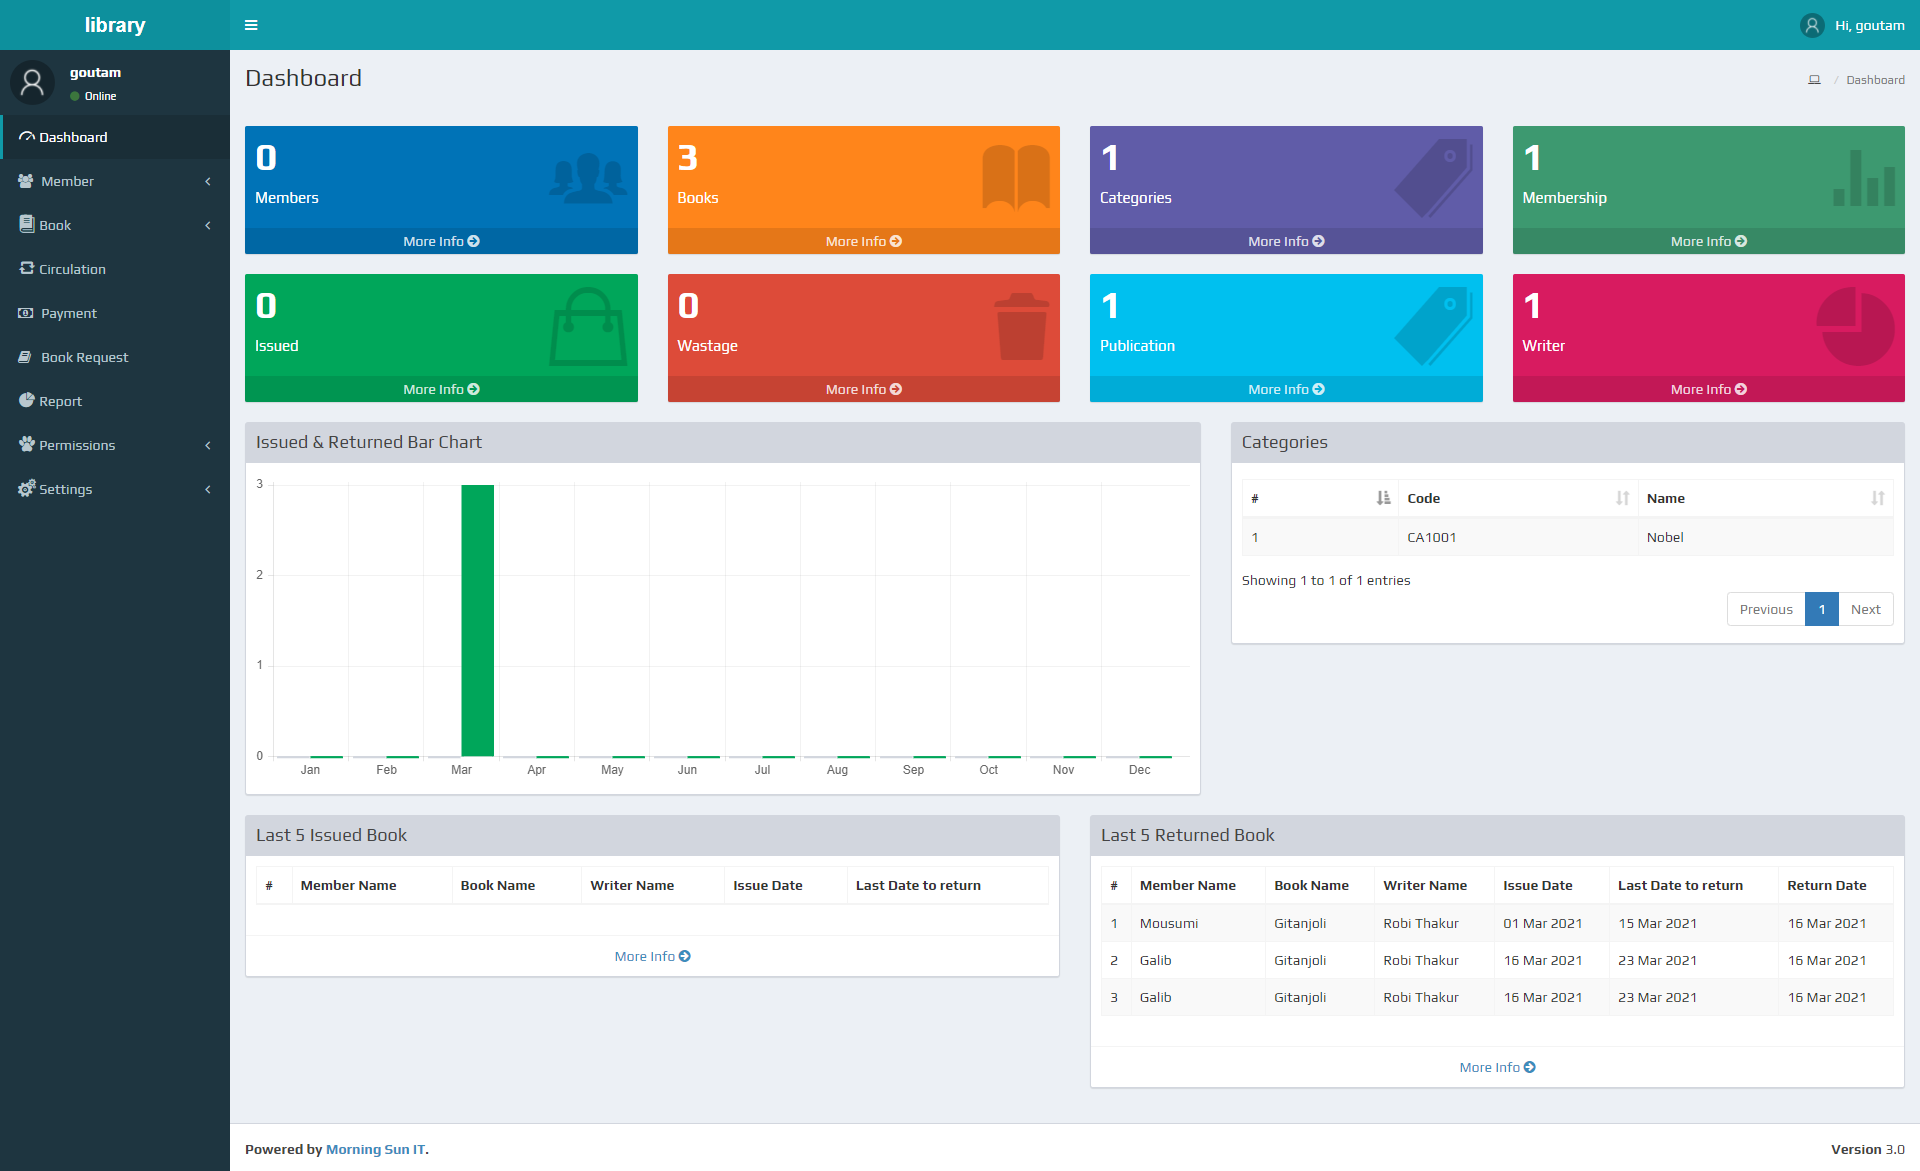 library
Hi, goutam
goutam
Online
Dashboard
Member
Book
Circulation
Payment
Book Request
Report
Permissions
Settings
Dashboard
/ Dashboard
0
Members
More Info
3
Books
More Info
1
Categories
More Info
1
Membership
More Info
0
Issued
More Info
0
Wastage
More Info
1
Publication
More Info
1
Writer
More Info
Issued & Returned Bar Chart
3
2
1
0
Jan Feb Mar Apr May Jun Jul Aug Sep Oct Nov Dec
Categories
# Code Name
1 CA1001 Nobel
Showing 1 to 1 of 1 entries
Previous 1 Next
Last 5 Issued Book
# Member Name Book Name Writer Name Issue Date Last Date to return
More Info
Last 5 Returned Book
# Member Name Book Name Writer Name Issue Date Last Date to return Return Date
1 Mousumi Gitanjoli Robi Thakur 01 Mar 2021 15 Mar 2021 16 Mar 2021
2 Galib Gitanjoli Robi Thakur 16 Mar 2021 23 Mar 2021 16 Mar 2021
3 Galib Gitanjoli Robi Thakur 16 Mar 2021 23 Mar 2021 16 Mar 2021
More Info
Powered by Morning Sun IT.
Version 3.0